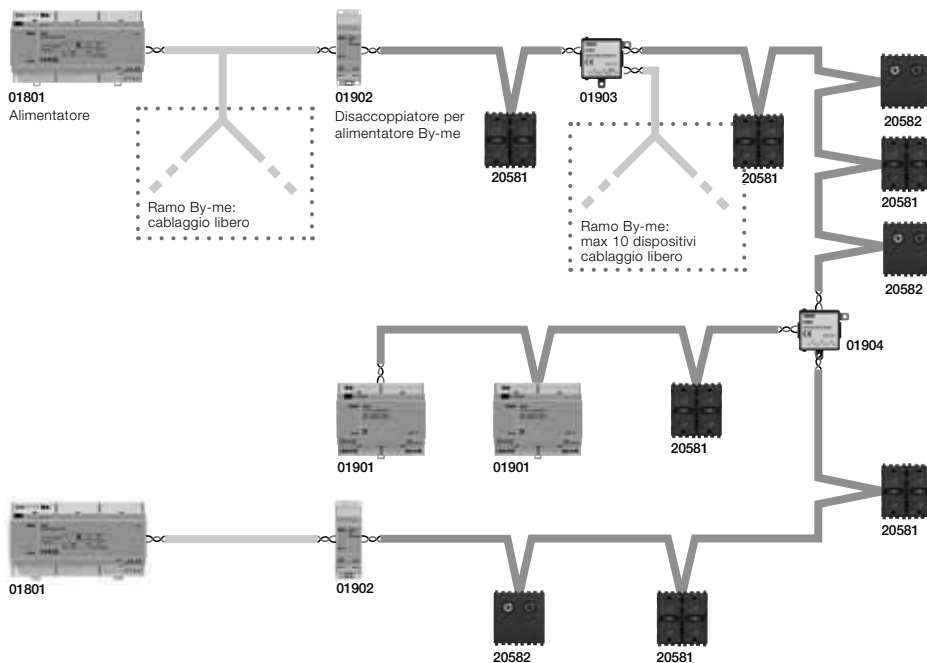 01801
Alimentatore
01902
Disaccoppiatore per
alimentatore By-me
20581
01903
20581
20582
20581
20582
Ramo By-me:
cablaggio libero
Ramo By-me:
max 10 dispositivi
cablaggio libero
01904
01901
01901
20581
20581
01801
01902
20582
20581